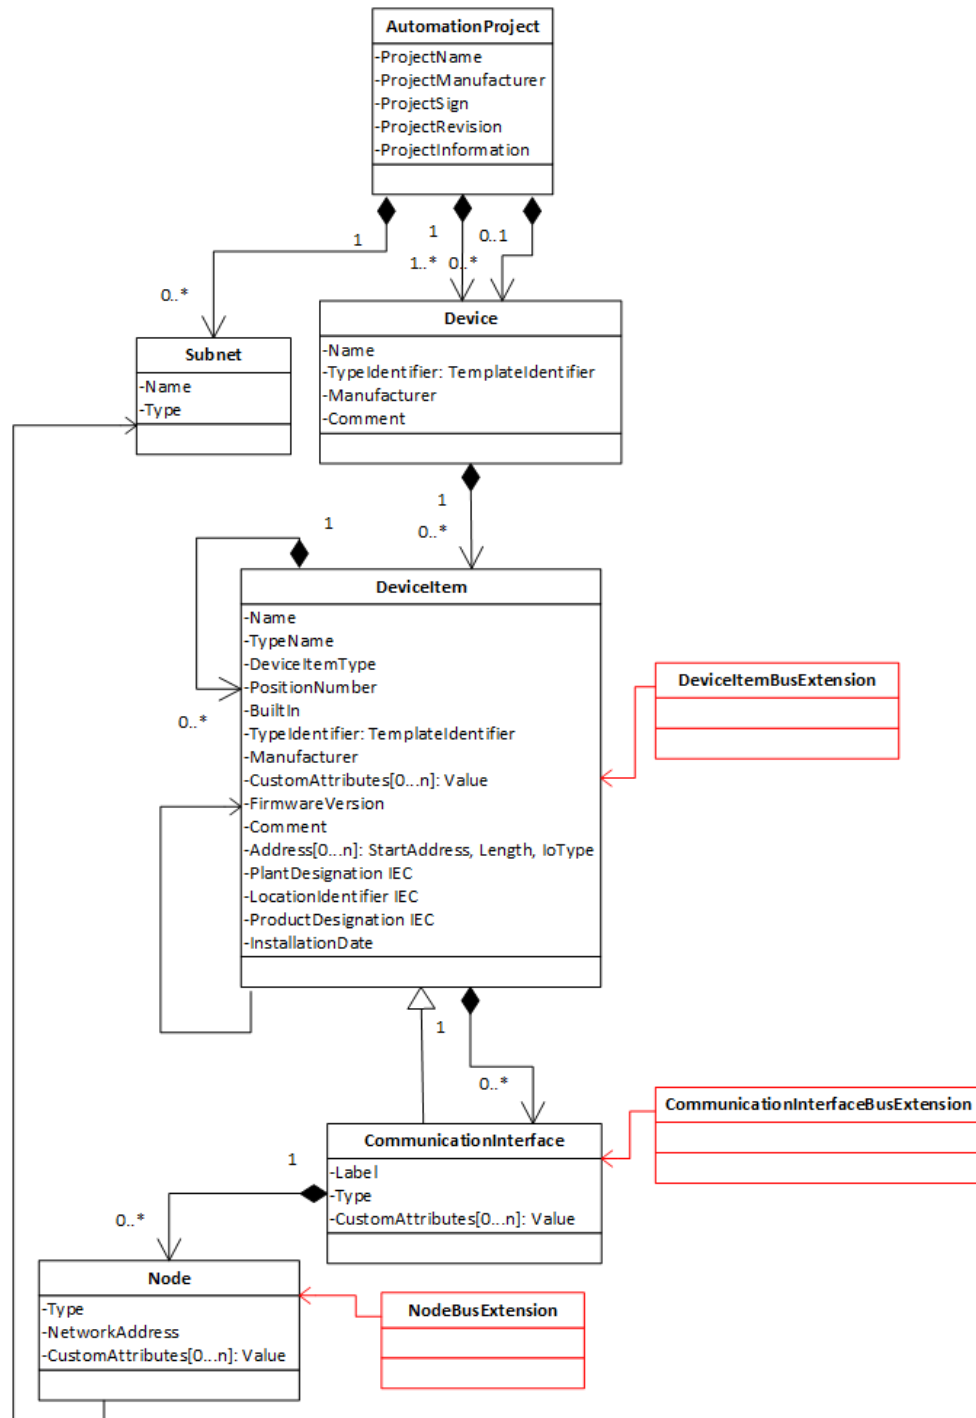 AutomationProject
-ProjectName
-ProjectManufacturer
-ProjectSign
-ProjectRevision
-ProjectInformation
1
1
0..1
1..*
0..*
0..*
Device
-Name
-TypeIdentifier: TemplateIdentifier
-Manufacturer
-Comment
Subnet
-Name
-Type
1
0..*
1
0..*
DeviceItem
-Name
-TypeName
-DeviceItemType
-PositionNumber
-BuiltIn
-TypeIdentifier: TemplateIdentifier
-Manufacturer
-CustomAttributes[0...n]: Value
-FirmwareVersion
-Comment
-Address[0...n]: StartAddress, Length, IoType
-PlantDesignation IEC
-LocationIdentifier IEC
-ProductDesignation IEC
-InstallationDate
DeviceItemBusExtension
1
0..*
CommunicationInterface
-Label
-Type
-CustomAttributes[0...n]: Value
CommunicationInterfaceBusExtension
1
0..*
Node
-Type
-NetworkAddress
-CustomAttributes[0...n]: Value
NodeBusExtension